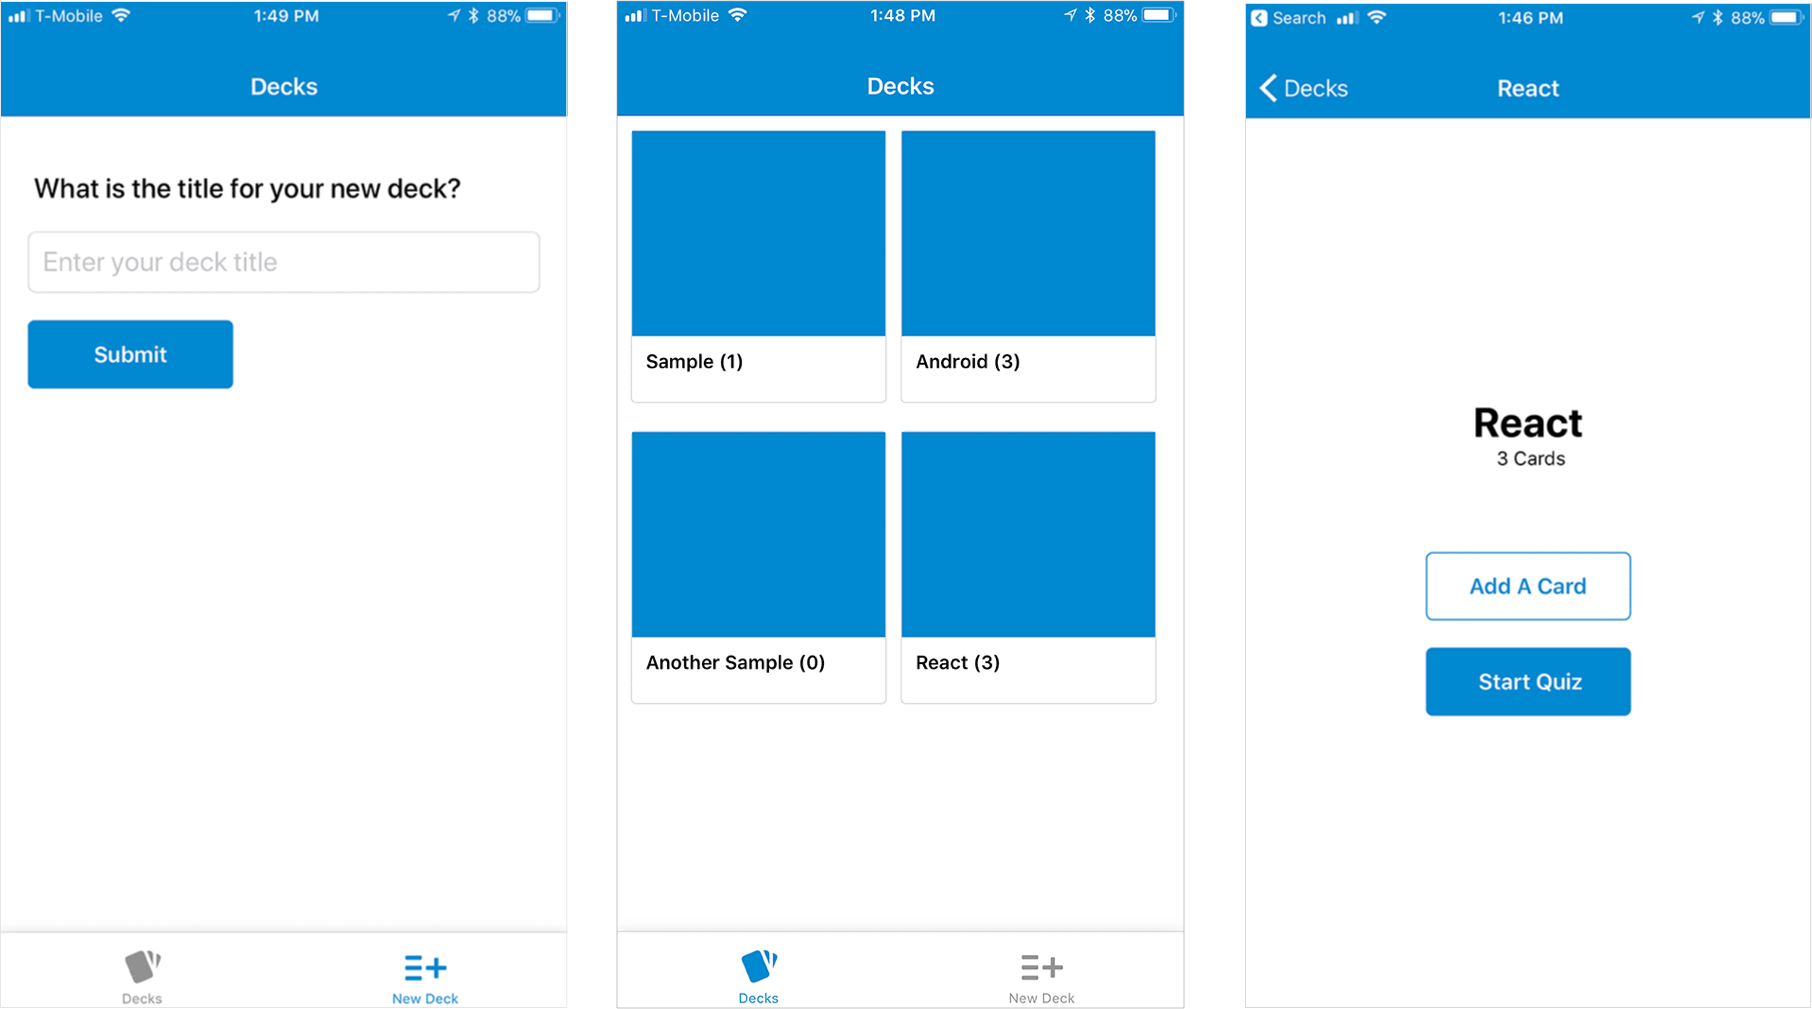 T-Mobile 1:49 PM 88%
Decks
What is the title for your new deck?
Enter your deck title
Submit
Decks New Deck
T-Mobile 1:48 PM 88%
Decks
Sample (1) Android (3)
Another Sample (0) React (3)
Decks New Deck
Search 1:46 PM 88%
Decks React
React
3 Cards
Add A Card
Start Quiz